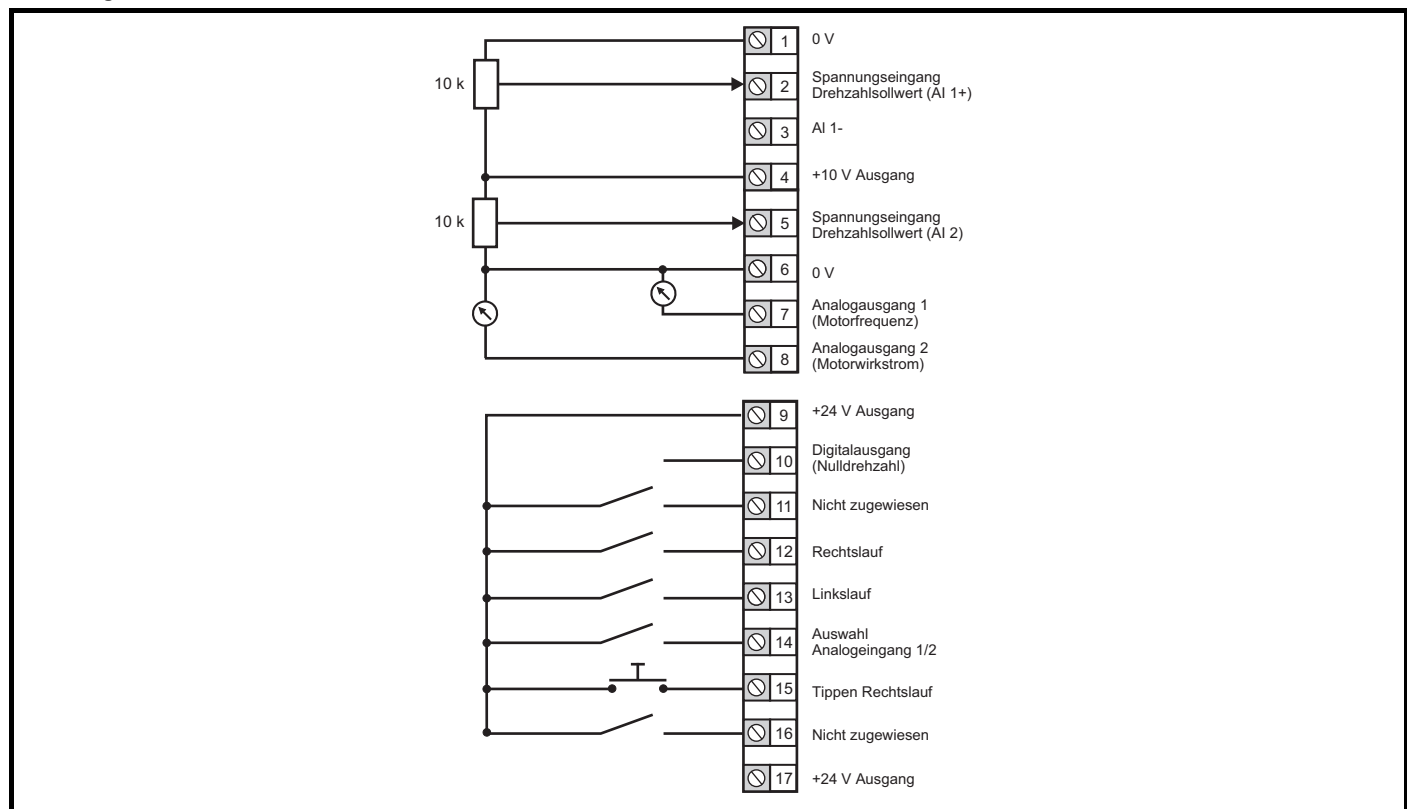 1 0 V
10 k
2 Spannungseingang
Drehzahlsollwert (AI 1+)
3 AI 1-
4 +10 V Ausgang
10 k
5 Spannungseingang
Drehzahlsollwert (AI 2)
6 0 V
7 Analogausgang 1
(Motorfrequenz)
8 Analogausgang 2
(Motorwirkstrom)
9 +24 V Ausgang
10 Digitalausgang
(Nulldrehzahl)
11 Nicht zugewiesen
12 Rechtslauf
13 Linkslauf
14 Auswahl
Analogeingang 1/2
15 Tippen Rechtslauf
16 Nicht zugewiesen
17 +24 V Ausgang